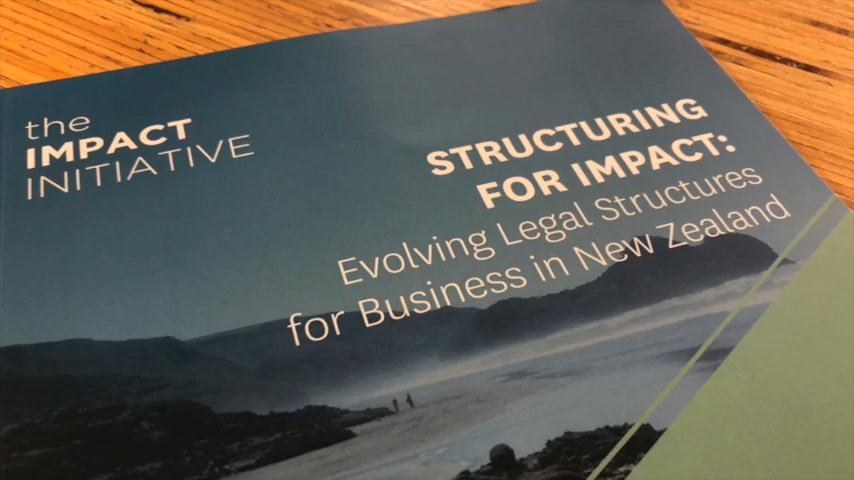 the
IMPACT
INITIATIVE
STRUCTURING
FOR IMPACT:
Evolving Legal Structures
for Business in New Zealand